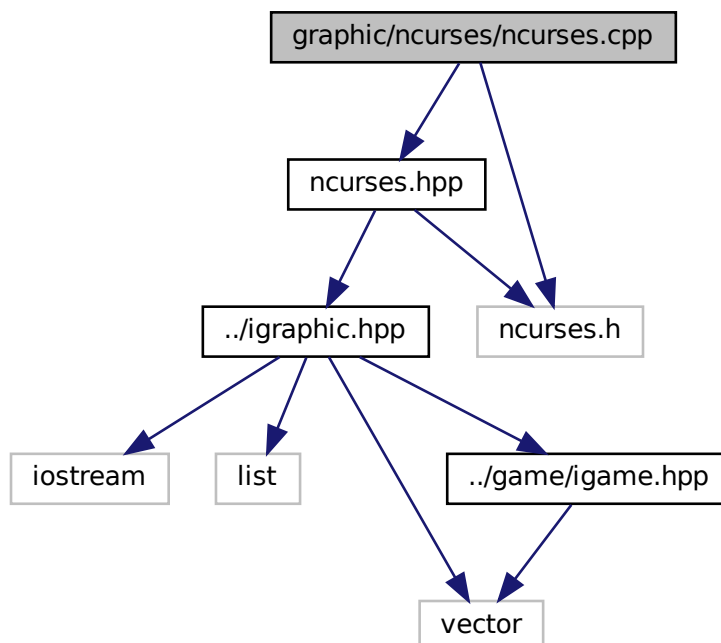 graphic/ncurses/ncurses.cpp
ncurses.hpp
../igraphic.hpp
ncurses.h
iostream
list
../game/igame.hpp
vector